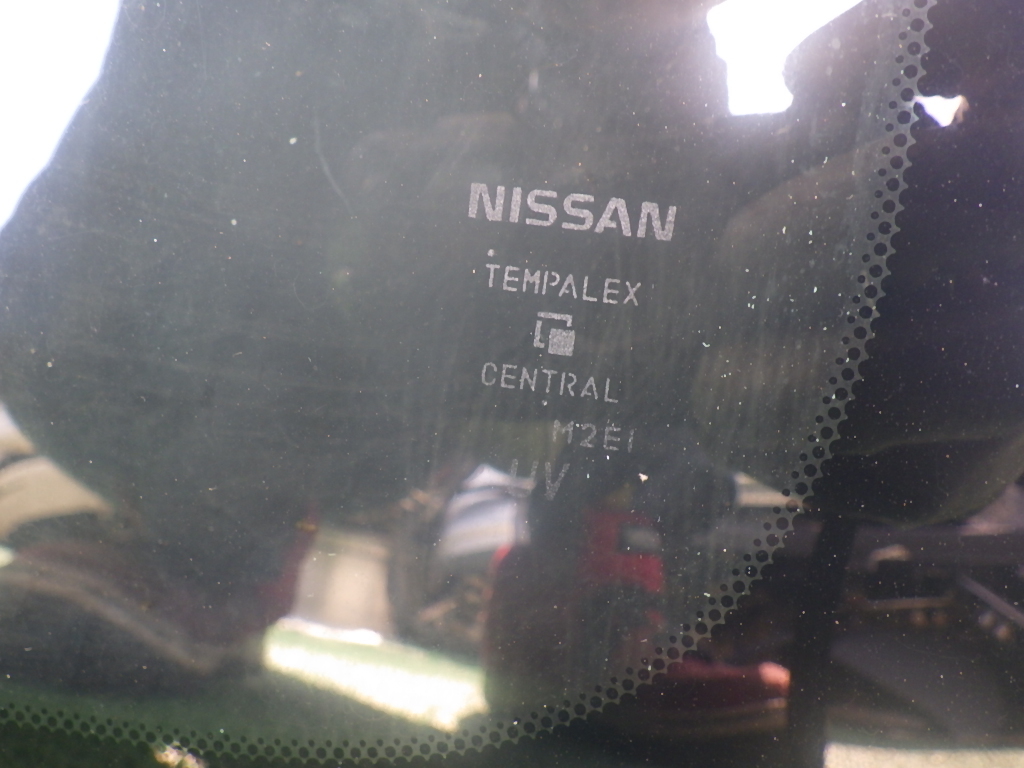 NISSAN
TEMPALEX
CENTRAL
M2E1
UV